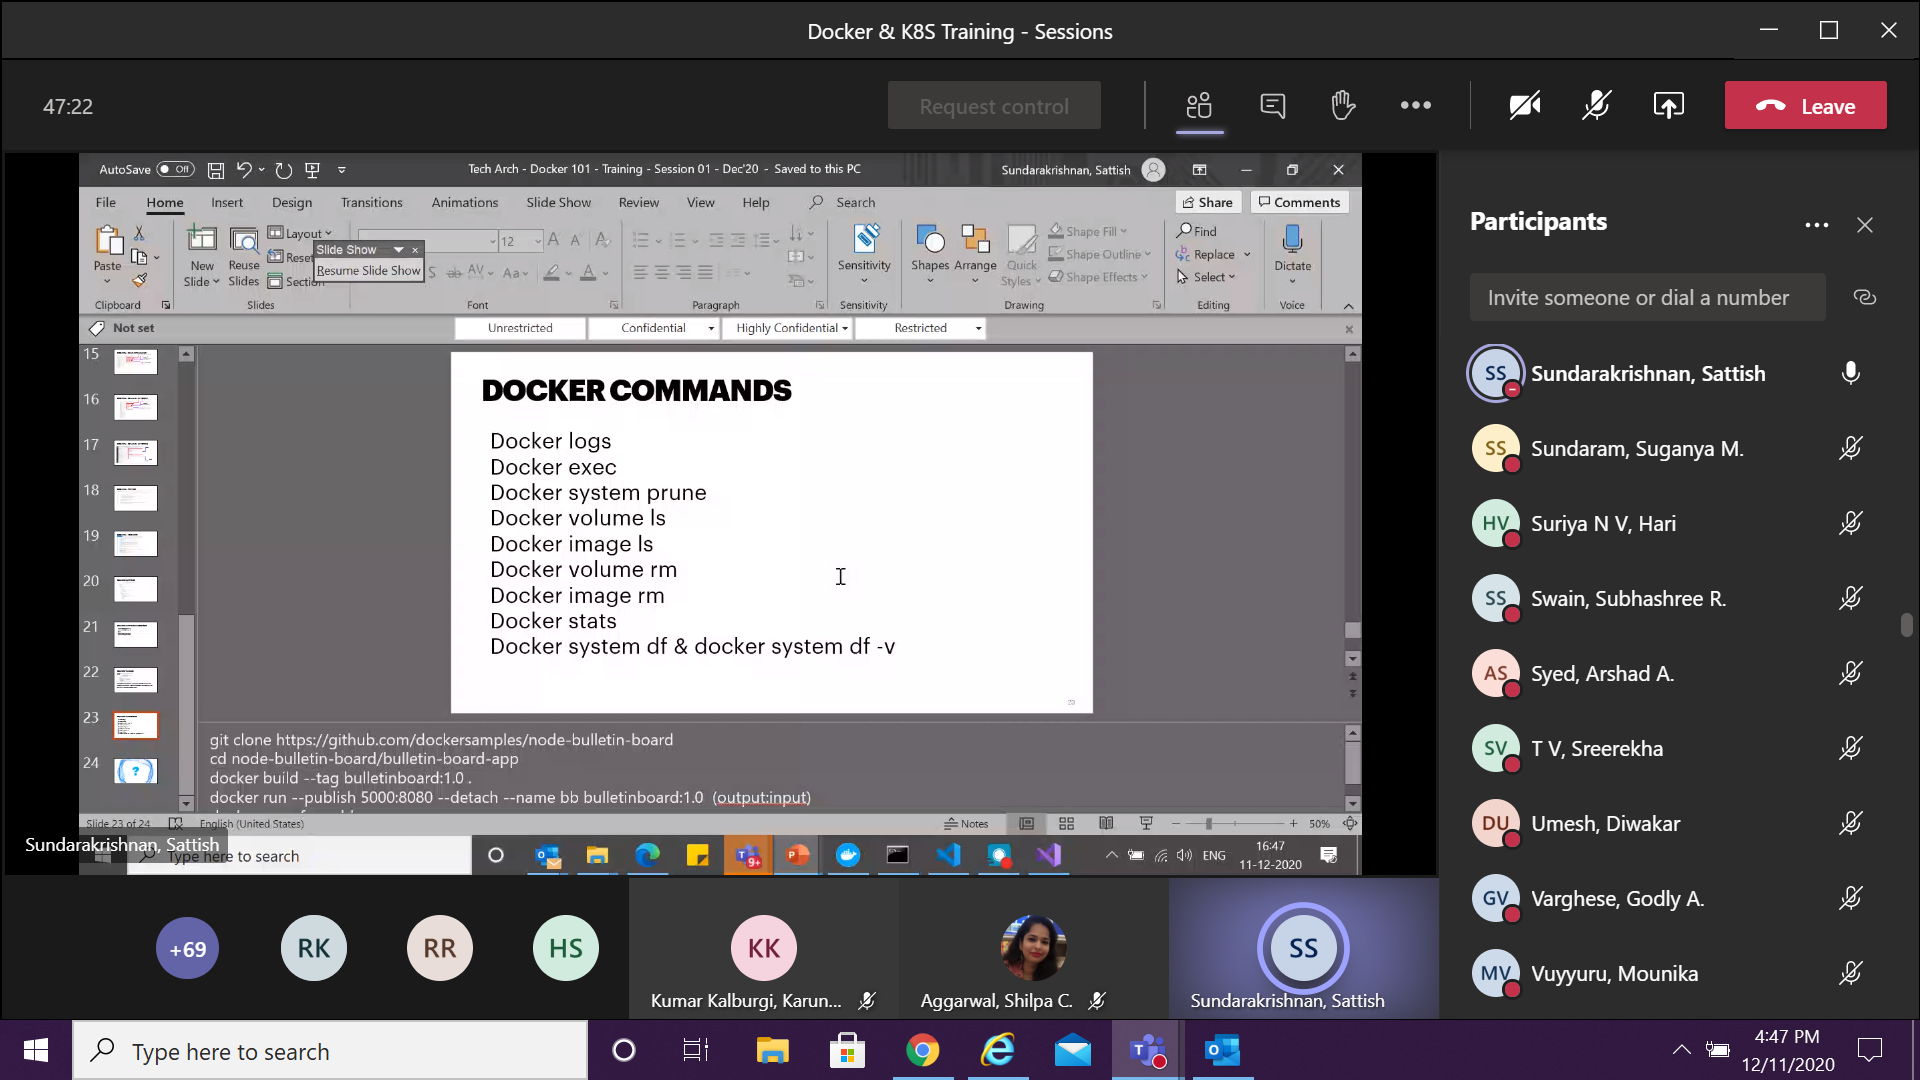 Docker & K8S Training - Sessions
47:22
Request control
Leave
AutoSave Off
Tech Arch - Docker 101 - Training - Session 01 - Dec'20 - Saved to this PC
Sundarakrishnan, Sattish
File Home Insert Design Transitions Animations Slide Show Review View Help Search
Share Comments
Paste
New Slide
Reuse Slides
Layout
Reset
Section
Slide Show
Resume Slide Show
12
Sensitivity
Shapes
Arrange
Quick Styles
Shape Fill
Shape Outline
Shape Effects
Find
Replace
Select
Dictate
Clipboard Slides Font Paragraph Sensitivity Drawing Editing Voice
Not set
Unrestricted Confidential Highly Confidential Restricted
15
16
17
18
19
20
21
22
23
24
DOCKER COMMANDS
Docker logs
Docker exec
Docker system prune
Docker volume ls
Docker image ls
Docker volume rm
Docker image rm
Docker stats
Docker system df & docker system df -v
git clone https://github.com/dockersamples/node-bulletin-board
cd node-bulletin-board/bulletin-board-app
docker build --tag bulletinboard:1.0 .
docker run --publish 5000:8080 --detach --name bb bulletinboard:1.0 (output:input)
Slide 23 of 24 English (United States)
Notes
50%
Sundarakrishnan, Sattish
Type here to search
9+
ENG
16:47
11-12-2020
Participants
Invite someone or dial a number
SS Sundarakrishnan, Sattish
SS Sundaram, Suganya M.
HV Suriya N V, Hari
SS Swain, Subhashree R.
AS Syed, Arshad A.
SV T V, Sreerekha
DU Umesh, Diwakar
GV Varghese, Godly A.
MV Vuyyuru, Mounika
+69
RK
RR
HS
KK
Kumar Kalburgi, Karun...
Aggarwal, Shilpa C.
SS
Sundarakrishnan, Sattish
Type here to search
4:47 PM
12/11/2020